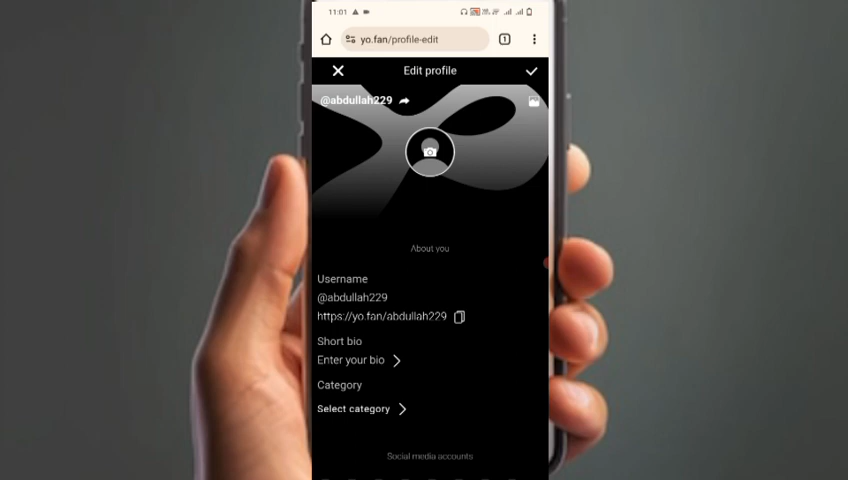 11:01
yo.fan/profile-edit
1
Edit profile
@abdullah229
About you
Username
@abdullah229
https://yo.fan/abdullah229
Short bio
Enter your bio
Category
Select category
Social media accounts